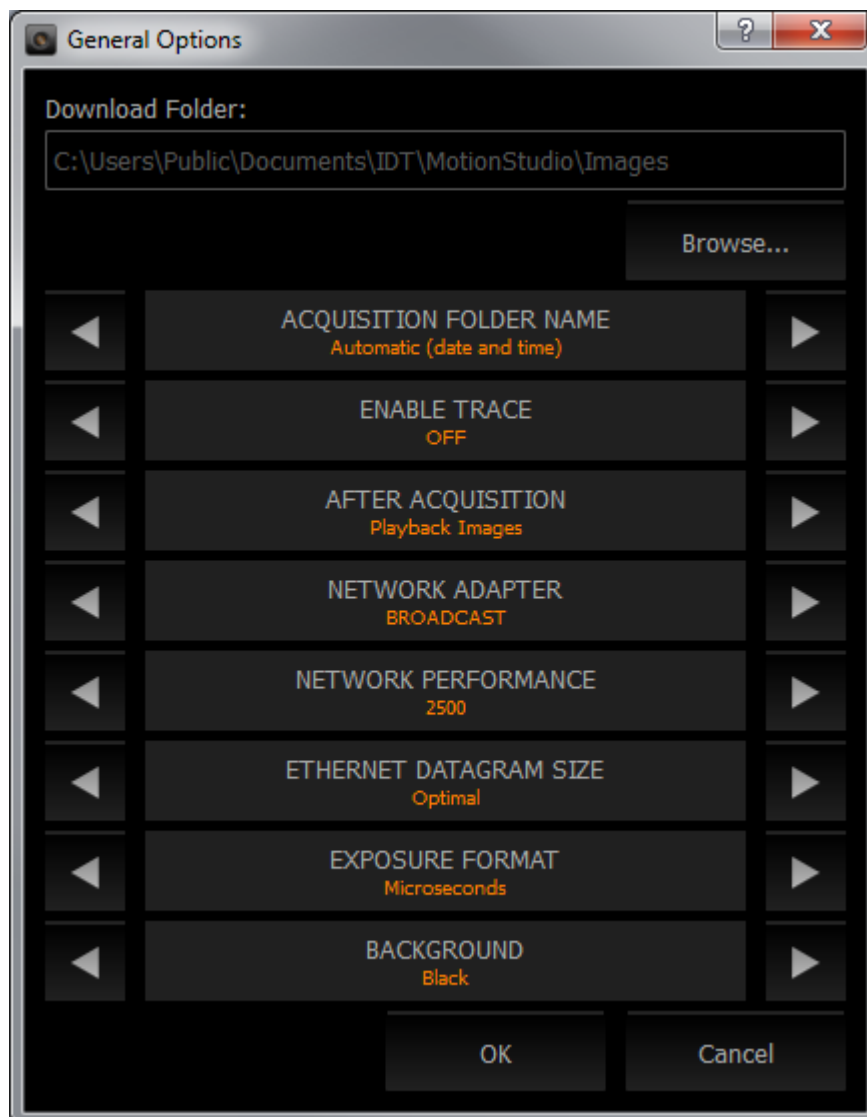 General Options
?
X
Download Folder:
C:\Users\Public\Documents\IDT\MotionStudio\Images
Browse...
ACQUISITION FOLDER NAME
Automatic (date and time)
ENABLE TRACE
OFF
AFTER ACQUISITION
Playback Images
NETWORK ADAPTER
BROADCAST
NETWORK PERFORMANCE
2500
ETHERNET DATAGRAM SIZE
Optimal
EXPOSURE FORMAT
Microseconds
BACKGROUND
Black
OK
Cancel